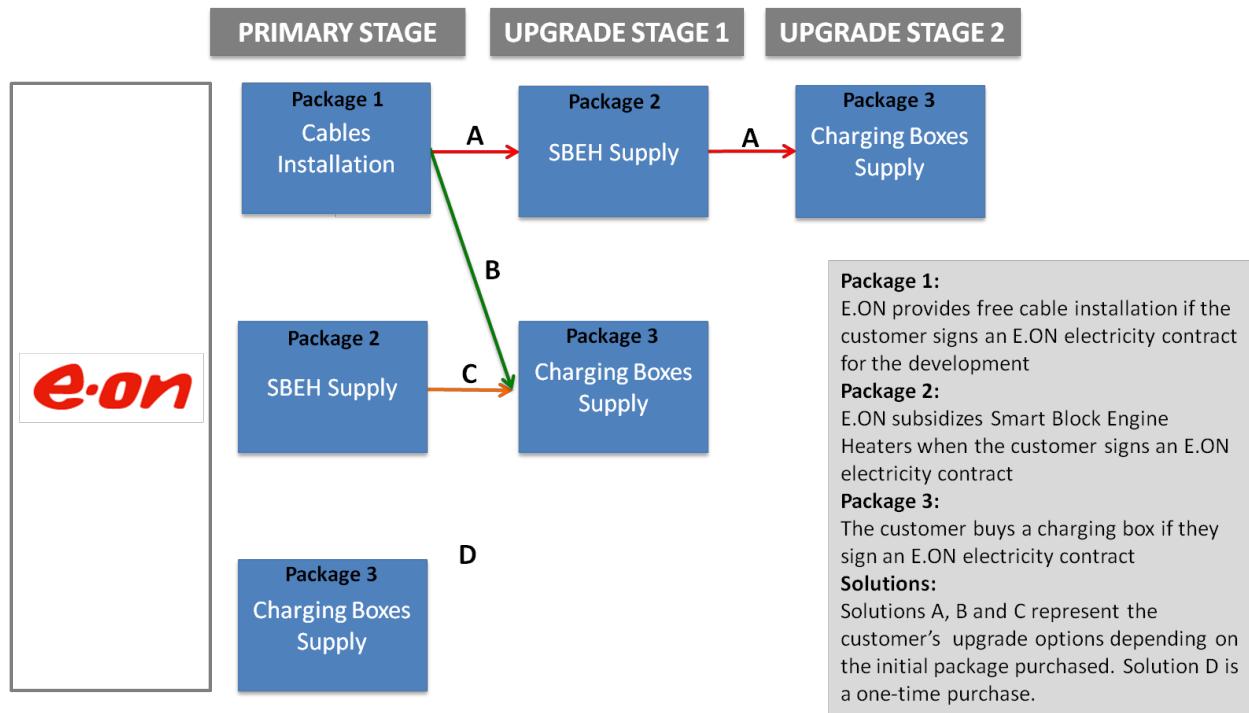 PRIMARY STAGE
UPGRADE STAGE 1
UPGRADE STAGE 2
Package 1
Cables
Installation
A
Package 2
SBEH Supply
A
Package 3
Charging Boxes
Supply
B
e·on
Package 2
SBEH Supply
C
Package 3
Charging Boxes
Supply
D
Package 3
Charging Boxes
Supply
Package 1:
E.ON provides free cable installation if the
customer signs an E.ON electricity contract
for the development
Package 2:
E.ON subsidizes Smart Block Engine
Heaters when the customer signs an E.ON
electricity contract
Package 3:
The customer buys a charging box if they
sign an E.ON electricity contract
Solutions:
Solutions A, B and C represent the
customer’s  upgrade options depending on
the initial package purchased. Solution D is
a one-time purchase.